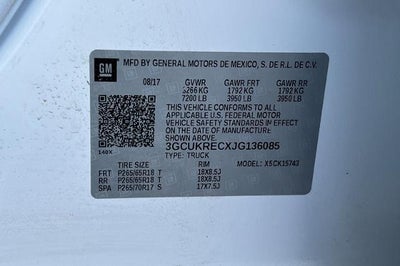 GM
MFD BY GENERAL MOTORS DE MEXICO, S. DE R.L. DE C.V.
08/17 GVWR GAWR FRT GAWR RR
3266 KG 1792 KG 1792 KG
7200 LB 3950 LB 3950 LB
THIS VEHICLE CONFORMS TO ALL
APPLICABLE U.S. FEDERAL MOTOR
VEHICLE SAFETY STANDARDS IN
EFFECT ON THE DATE OF MANUFACTURE
SHOWN ABOVE.
3GCUKRECXJG136085
140X TYPE: TRUCK
TIRE SIZE RIM MODEL: X5CK15743
FRT P265/65R18 T 18X8.5J
RR P265/65R18 T 18X8.5J
SPA P265/70R17 S 17X7.5J